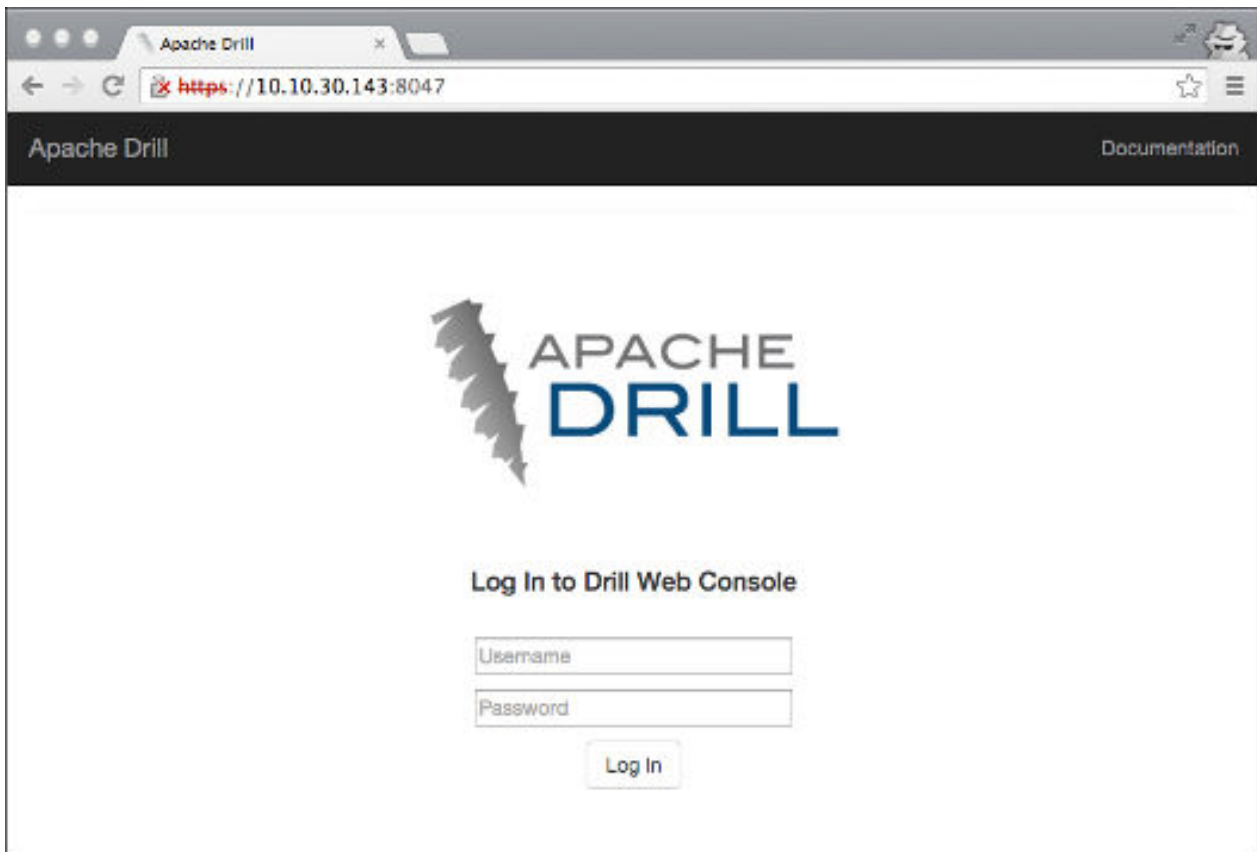 Apache Drill
https://10.10.30.143:8047
Apache Drill Documentation
APACHE
DRILL
Log In to Drill Web Console
Username
Password
Log In